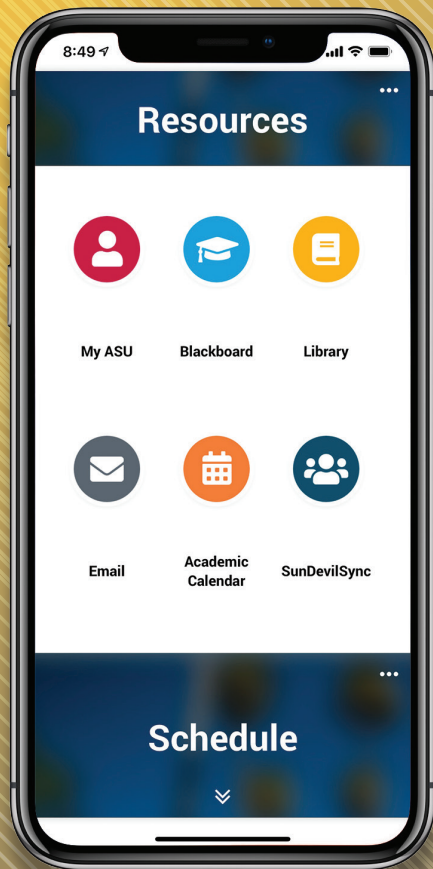 8:49
Resources
My ASU
Blackboard
Library
Email
Academic
Calendar
SunDevilSync
Schedule